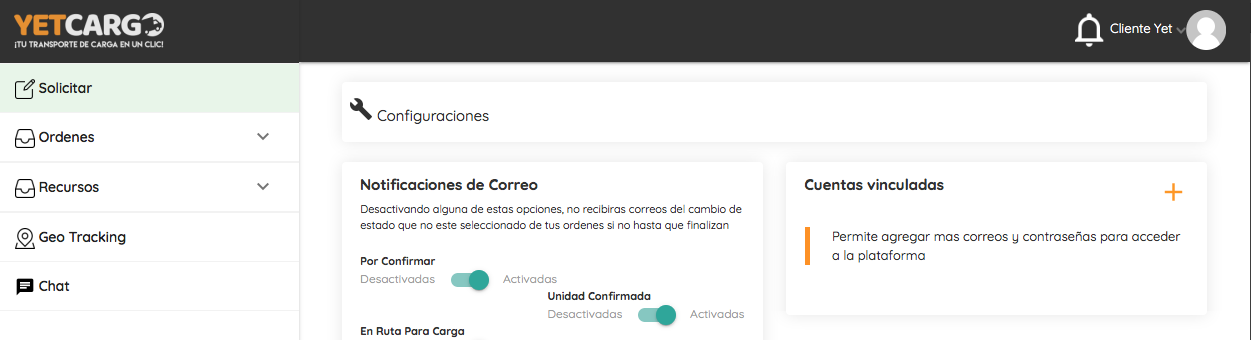 YETCARGO
¡TU TRANSPORTE DE CARGA EN UN CLIC!
Cliente Yet
Solicitar
Ordenes
Recursos
Geo Tracking
Chat
Configuraciones
Notificaciones de Correo
Desactivando alguna de estas opciones, no recibiras correos del cambio de
estado que no este seleccionado de tus ordenes si no hasta que finalizan
Por Confirmar
Desactivadas Activadas
Unidad Confirmada
Desactivadas Activadas
En Ruta Para Carga
Cuentas vinculadas
Permite agregar mas correos y contraseñas para acceder
a la plataforma